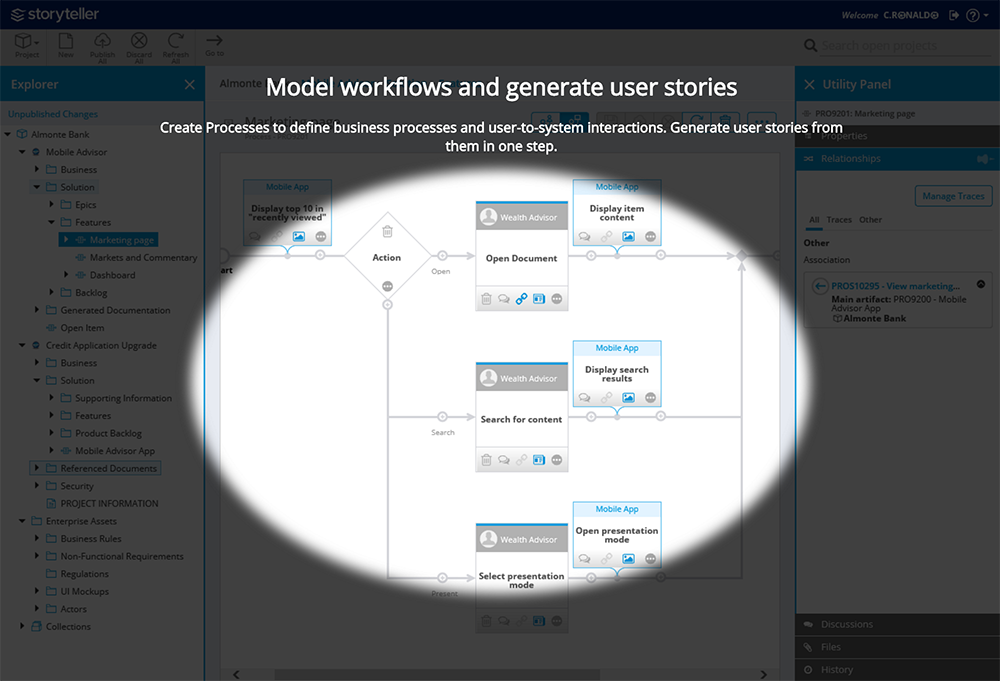 storyteller
Welcome C.RONALDO
Project
New
Publish All
Discard All
Refresh All
Go to
Search open projects
Explorer
Unpublished Changes
Almonte Bank
Mobile Advisor
Business
Solution
Epics
Features
Marketing page
Markets and Commentary
Dashboard
Backlog
Generated Documentation
Open Item
Credit Application Upgrade
Business
Solution
Supporting Information
Features
Product Backlog
Mobile Advisor App
Referenced Documents
Security
PROJECT INFORMATION
Enterprise Assets
Business Rules
Non-Functional Requirements
Regulations
UI Mockups
Actors
Collections
Almonte
Model workflows and generate user stories
Marketing page
Create Processes to define business processes and user-to-system interactions. Generate user stories from
them in one step.
Mobile App
Display top 10 in
"recently viewed"
art
Action
Open
Wealth Advisor
Open Document
Mobile App
Display item
content
Search
Wealth Advisor
Search for content
Mobile App
Display search
results
Present
Wealth Advisor
Select presentation
mode
Mobile App
Open presentation
mode
Utility Panel
PRO9201: Marketing page
Properties
Relationships
Manage Traces
All Traces Other
Other
Association
PROS10295 - View marketing...
Main artifact: PRO9200 - Mobile
Advisor App
Almonte Bank
Discussions
Files
History